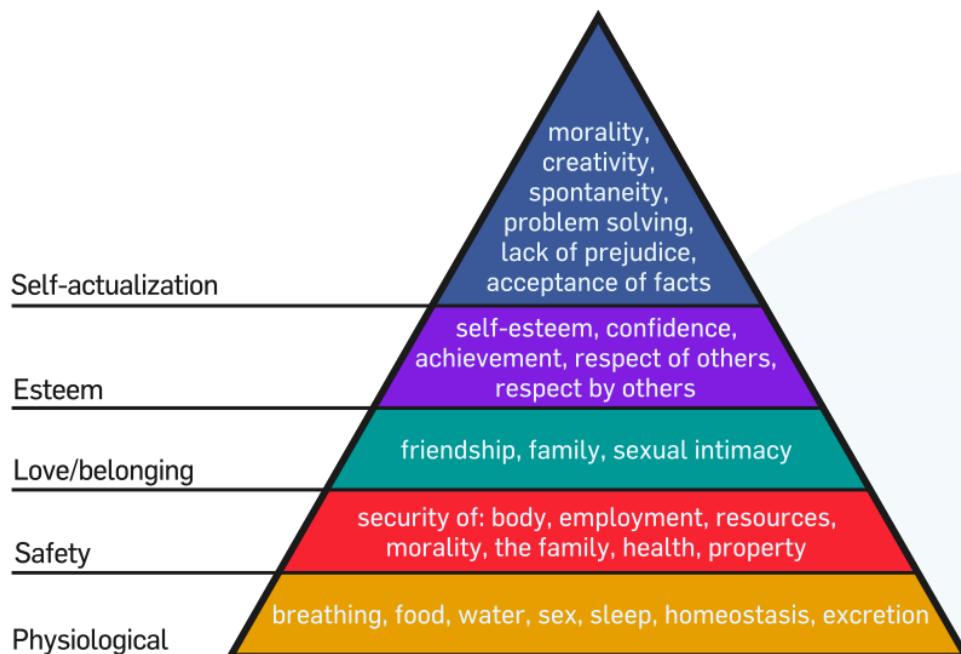 morality,
creativity,
spontaneity,
problem solving,
lack of prejudice,
acceptance of facts
Self-actualization
self-esteem, confidence,
achievement, respect of others,
respect by others
Esteem
friendship, family, sexual intimacy
Love/belonging
security of: body, employment, resources,
morality, the family, health, property
Safety
breathing, food, water, sex, sleep, homeostasis, excretion
Physiological